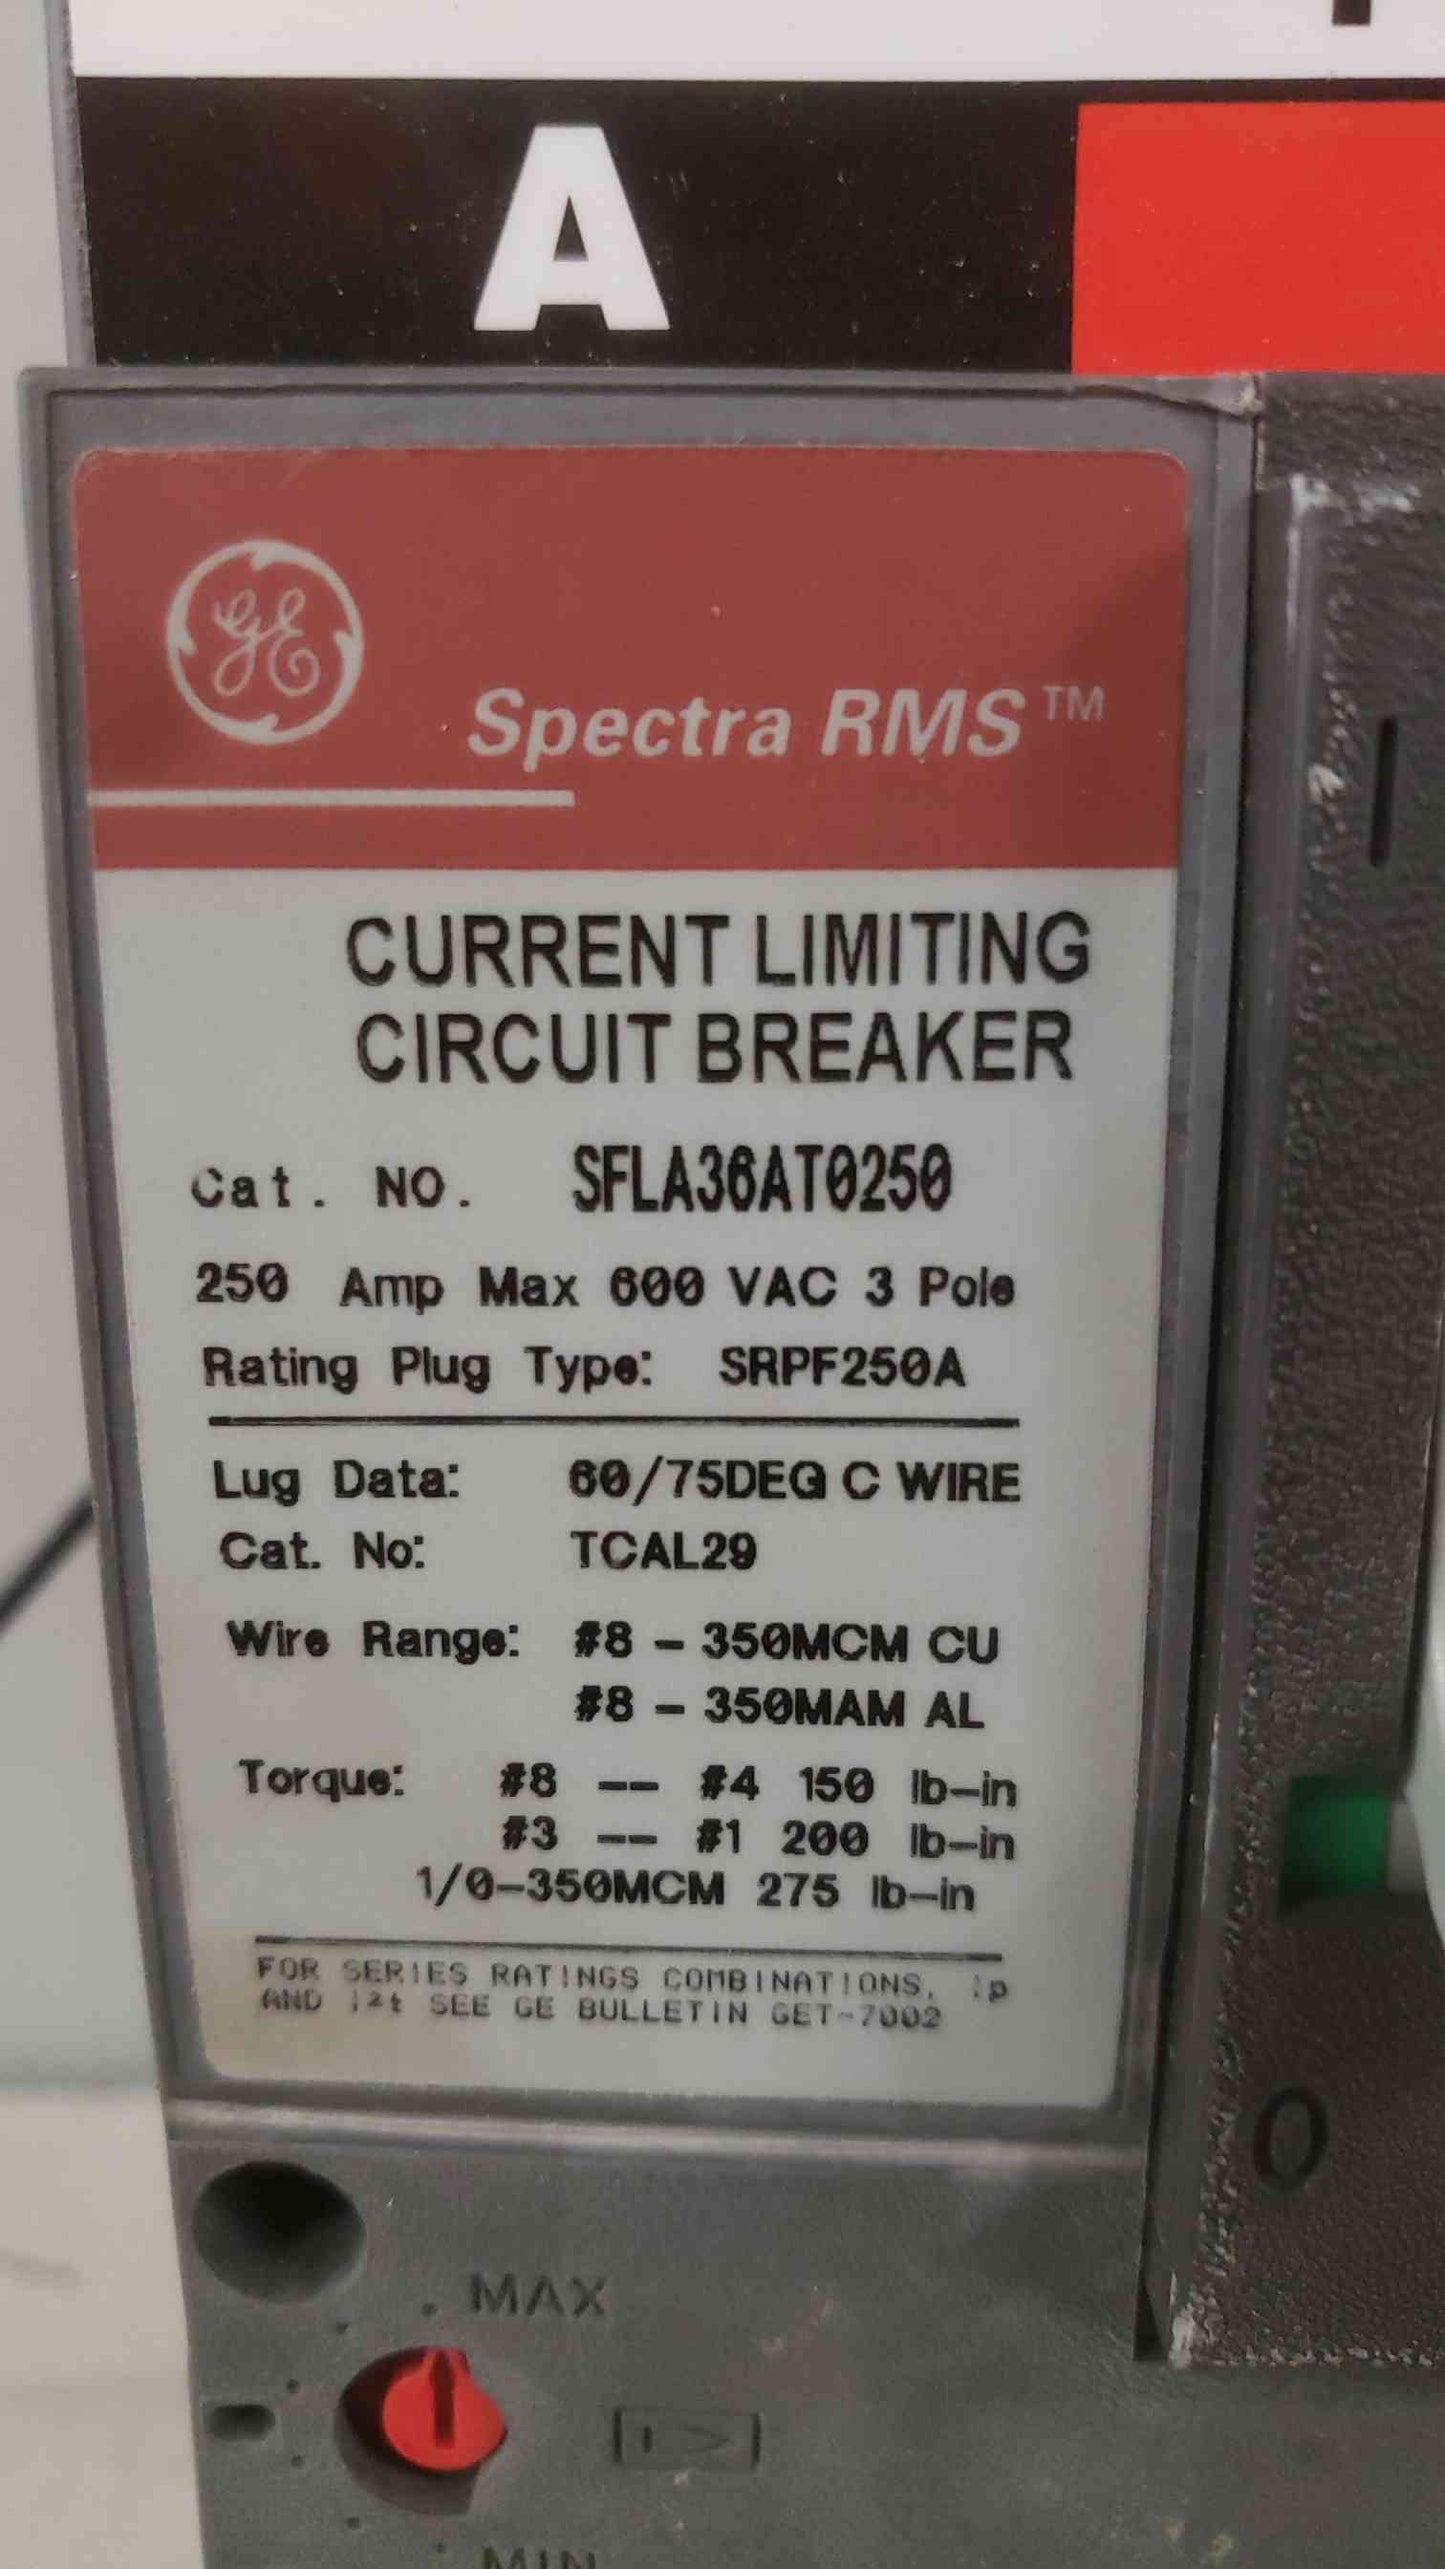 A
GE
Spectra RMS™
CURRENT LIMITING
CIRCUIT BREAKER
Cat. NO. SFLA36AT0250
250 Amp Max 600 VAC 3 Pole
Rating Plug Type: SRPF250A
Lug Data: 60/75DEG C WIRE
Cat. No: TCAL29
Wire Range: #8 - 350MCM CU
#8 - 350MAM AL
Torque: #8 -- #4 150 lb-in
#3 -- #1 200 lb-in
1/0-350MCM 275 lb-in
FOR SERIES RATINGS COMBINATIONS, Ip
AND I²t SEE GE BULLETIN GET-7002
I
O
MAX
I>
MIN